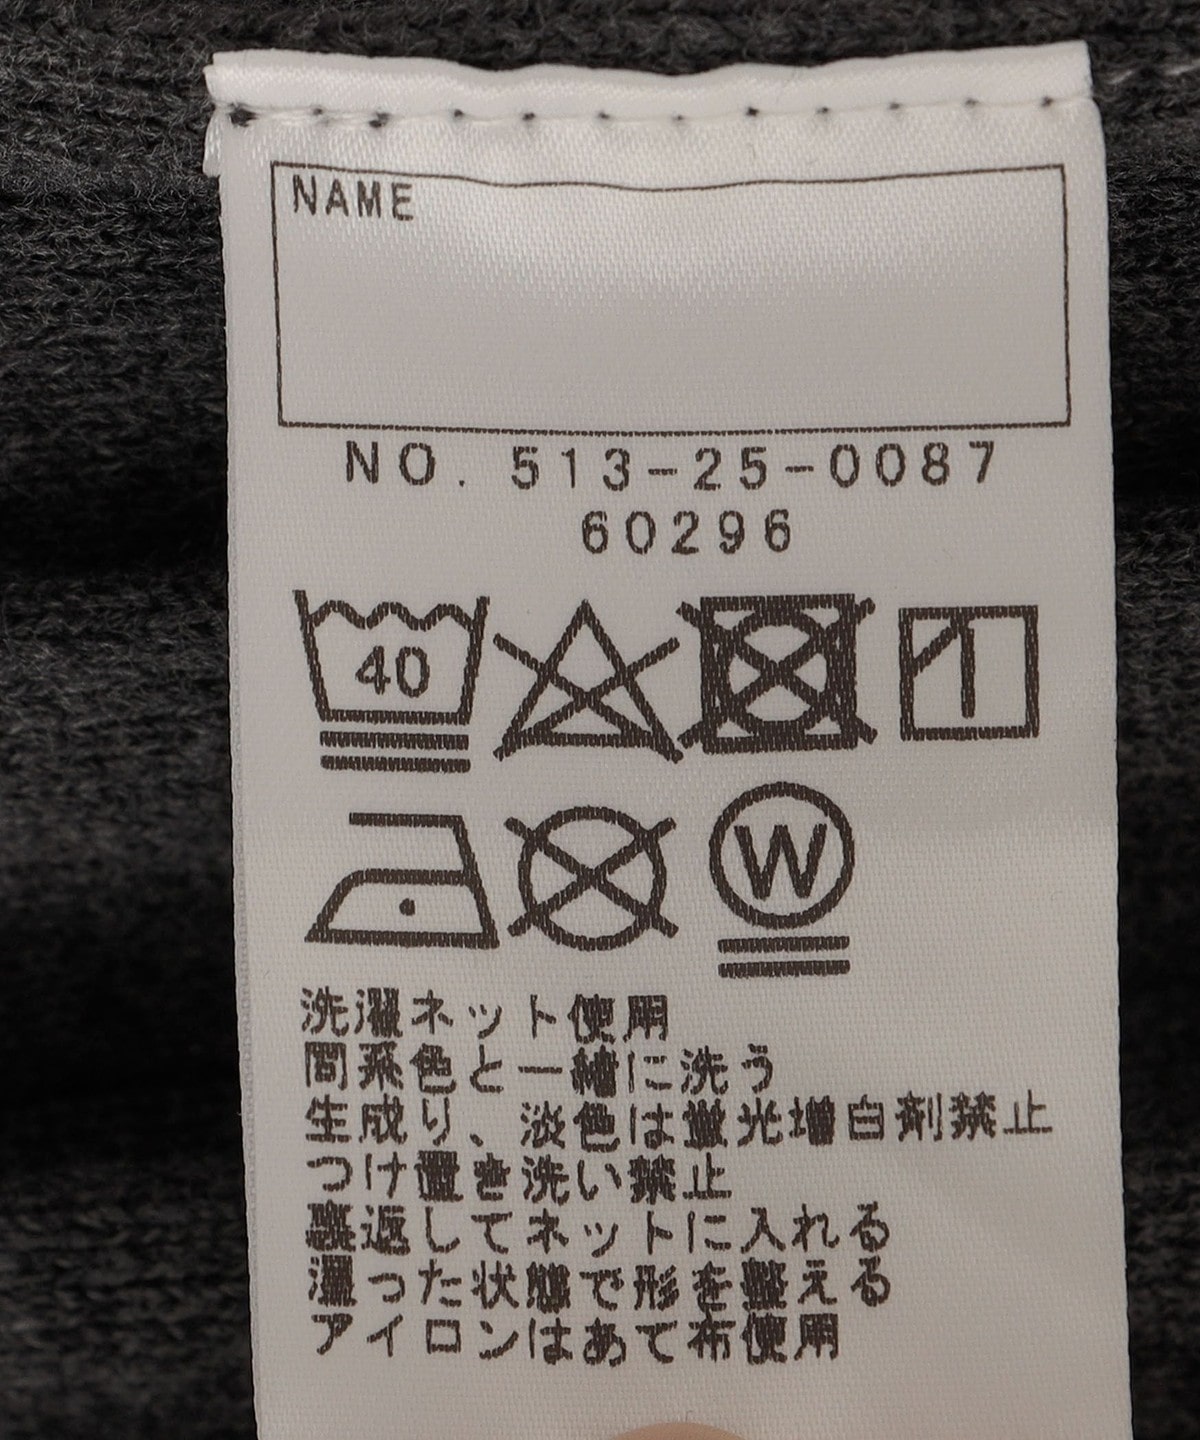 NAME
NO. 513-25-0087
60296
40
W
洗濯ネット使用
同系色と一緒に洗う
生成り、淡色は蛍光増白剤禁止
つけ置き洗い禁止
裏返してネットに入れる
湿った状態で形を整える
アイロンはあて布使用